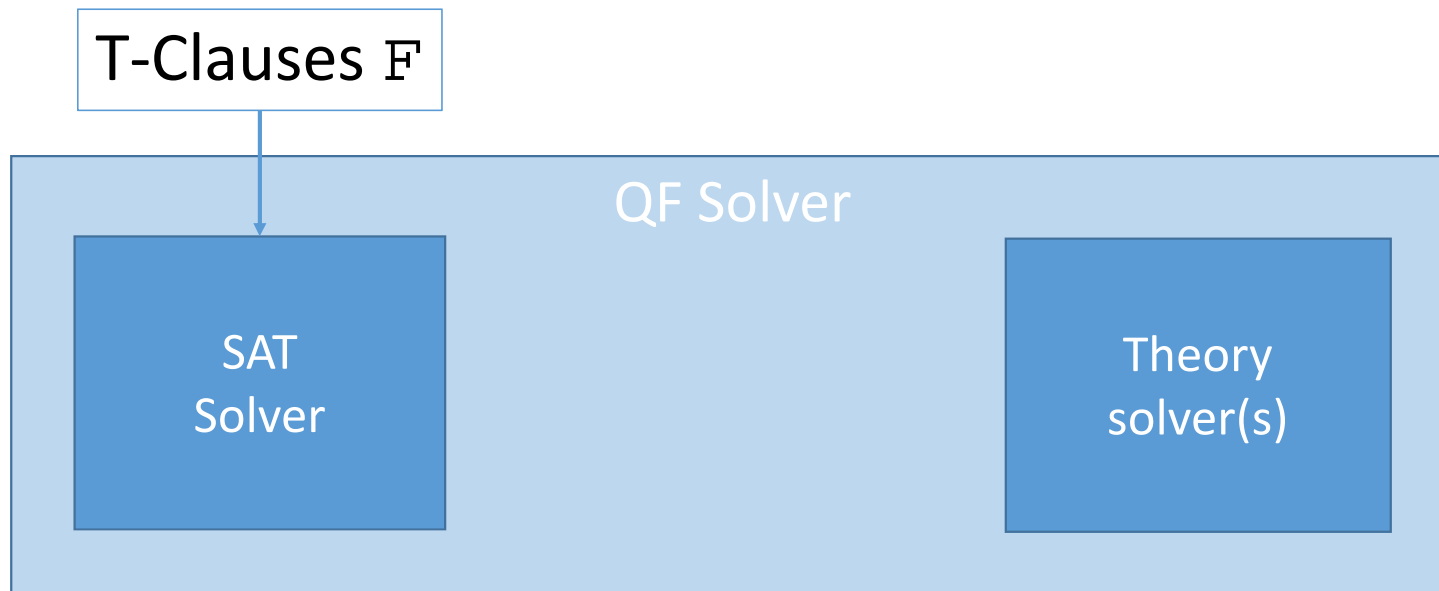 T-Clauses F
QF Solver
SAT
Solver
Theory
solver(s)